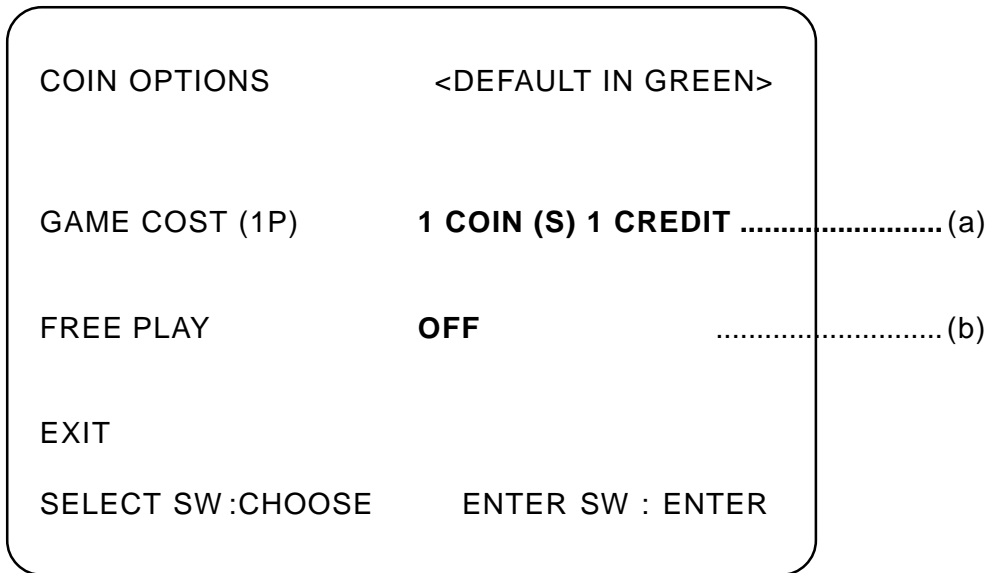 COIN OPTIONS <DEFAULT IN GREEN>
GAME COST (1P) 1 COIN (S) 1 CREDIT ......................... (a)
FREE PLAY OFF ............................ (b)
EXIT
SELECT SW :CHOOSE ENTER SW : ENTER